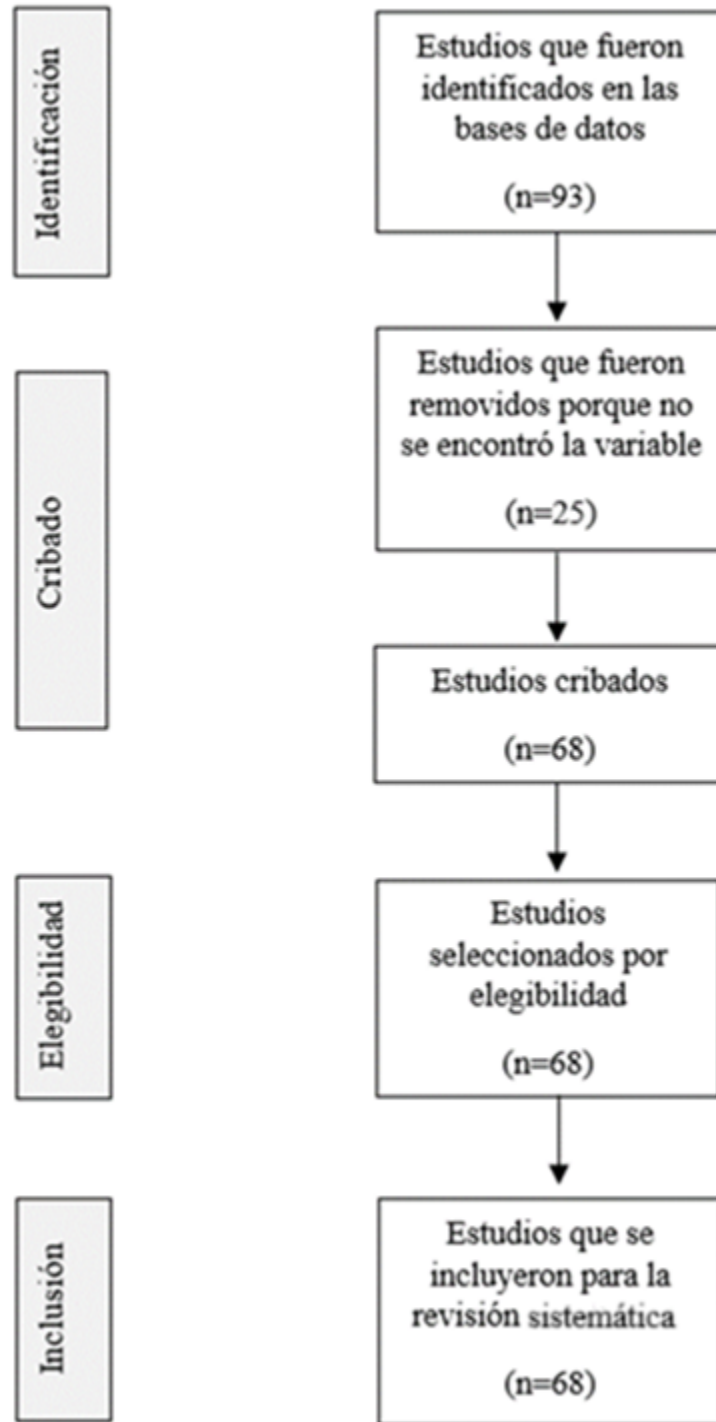 Identificación
Estudios que fueron
identificados en las
bases de datos
(n=93)
Cribado
Estudios que fueron
removidos porque no
se encontró la variable
(n=25)
Estudios cribados
(n=68)
Elegibilidad
Estudios
seleccionados por
elegibilidad
(n=68)
Inclusión
Estudios que se
incluyeron para la
revisión sistemática
(n=68)